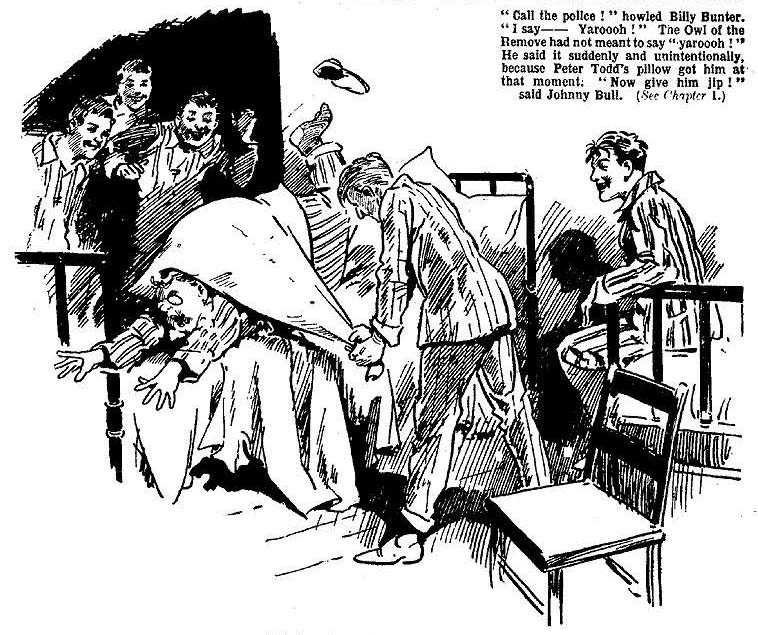 " Call the police ! " howled Billy Bunter.
" I say—— Yaroooh ! " The Owl of the
Remove had not meant to say " yaroooh ! "
He said it suddenly and unintentionally,
because Peter Todd's pillow got him at
that moment. " Now give him jip ! "
said Johnny Bull. (See Chapter 1.)